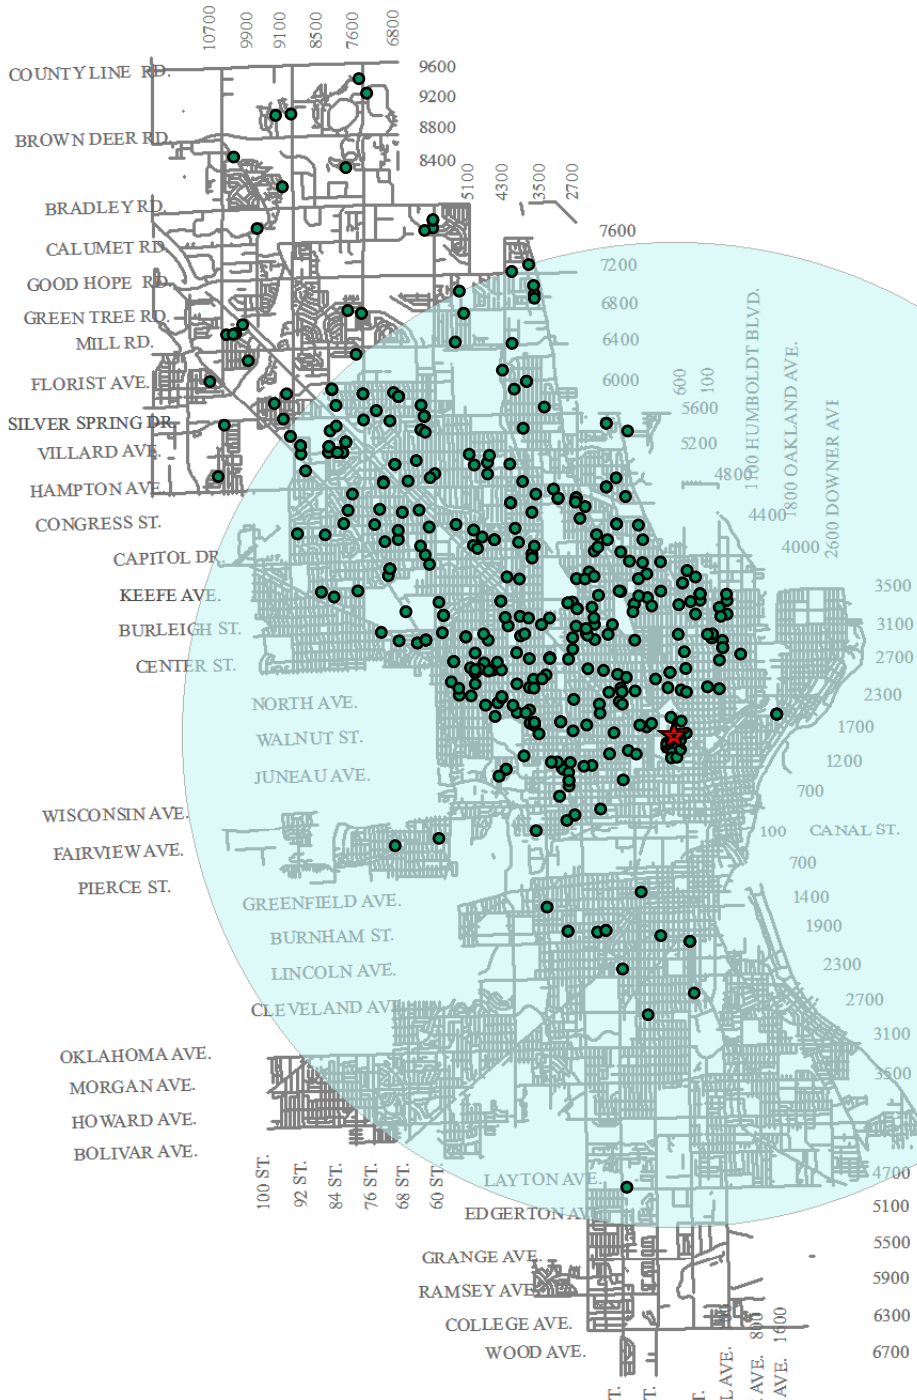 10700
9900
9100
8500
7600
6800
COUNTY LINE RD.
9600
9200
BROWN DEER RD.
8800
8400
5100
4300
3500
2700
BRADLEY RD.
7600
CALUMET RD.
7200
GOOD HOPE RD.
6800
GREEN TREE RD.
MILL RD.
6400
1100 HUMBOLDT BLVD.
1800 OAKLAND AVE.
2600 DOWNER AVE
600
100
FLORIST AVE.
6000
SILVER SPRING DR.
5600
VILLARD AVE.
5200
HAMPTON AVE.
4800
CONGRESS ST.
4400
CAPITOL DR.
4000
KEEFE AVE.
3500
BURLEIGH ST.
3100
CENTER ST.
2700
NORTH AVE.
2300
WALNUT ST.
1700
JUNEAU AVE.
1200
700
WISCONSIN AVE.
100 CANAL ST.
FAIRVIEW AVE.
700
PIERCE ST.
1400
GREENFIELD AVE.
1900
BURNHAM ST.
LINCOLN AVE.
2300
CLEVELAND AVE
2700
3100
OKLAHOMA AVE.
3500
MORGAN AVE.
HOWARD AVE.
BOLIVAR AVE.
100 ST.
92 ST.
84 ST.
76 ST.
68 ST.
60 ST.
LAYTON AVE.
4700
EDGERTON AV
5100
5500
GRANGE AVE.
5900
RAMSEY AVE
6300
COLLEGE AVE.
800
1600
WOOD AVE.
6700
ST.
ST.
ST.
AVE.
AVE.
AVE.